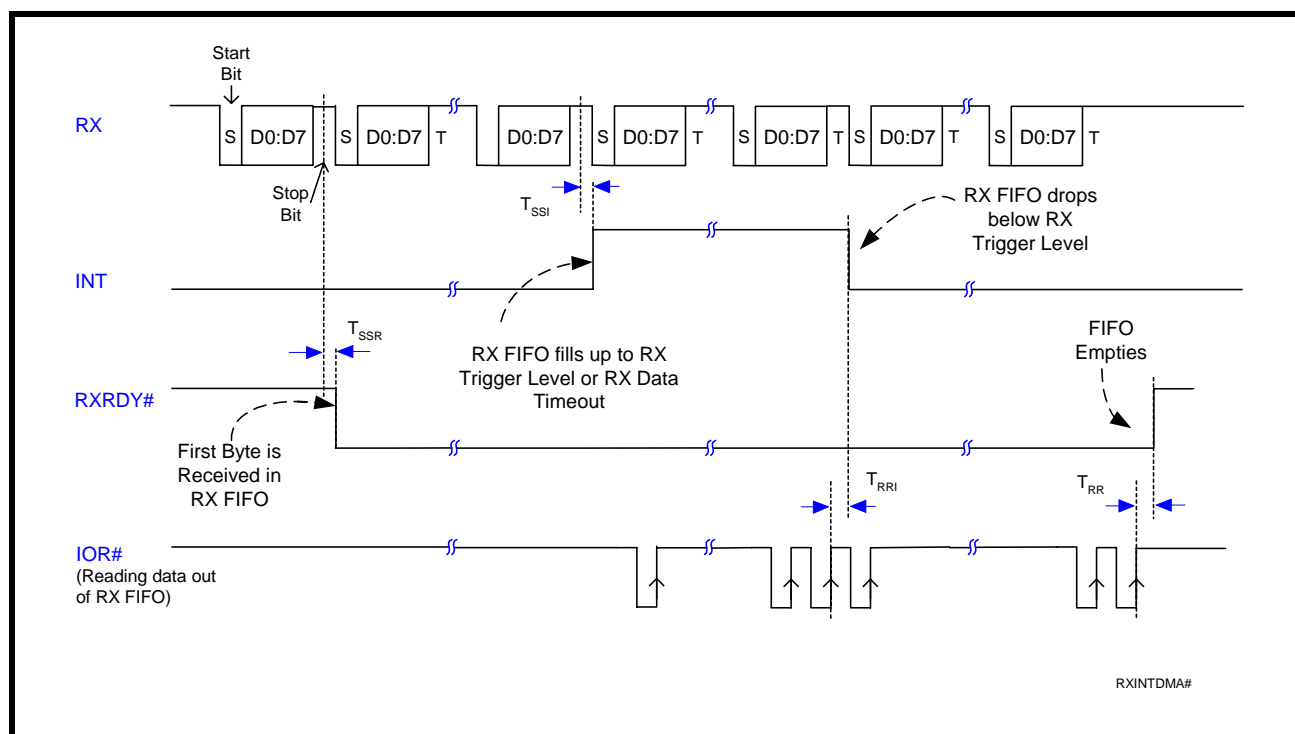 Start
Bit
RX
S
D0:D7
S
D0:D7
T
D0:D7
S
D0:D7
T
S
D0:D7
T
S
D0:D7
T
S
D0:D7
T
Stop
Bit
TSSI
RX FIFO drops
below RX
Trigger Level
INT
TSSR
RX FIFO fills up to RX
Trigger Level or RX Data
Timeout
FIFO
Empties
RXRDY#
First Byte is
Received in
RX FIFO
TRRI
TRR
IOR#
(Reading data out
of RX FIFO)
RXINTDMA#